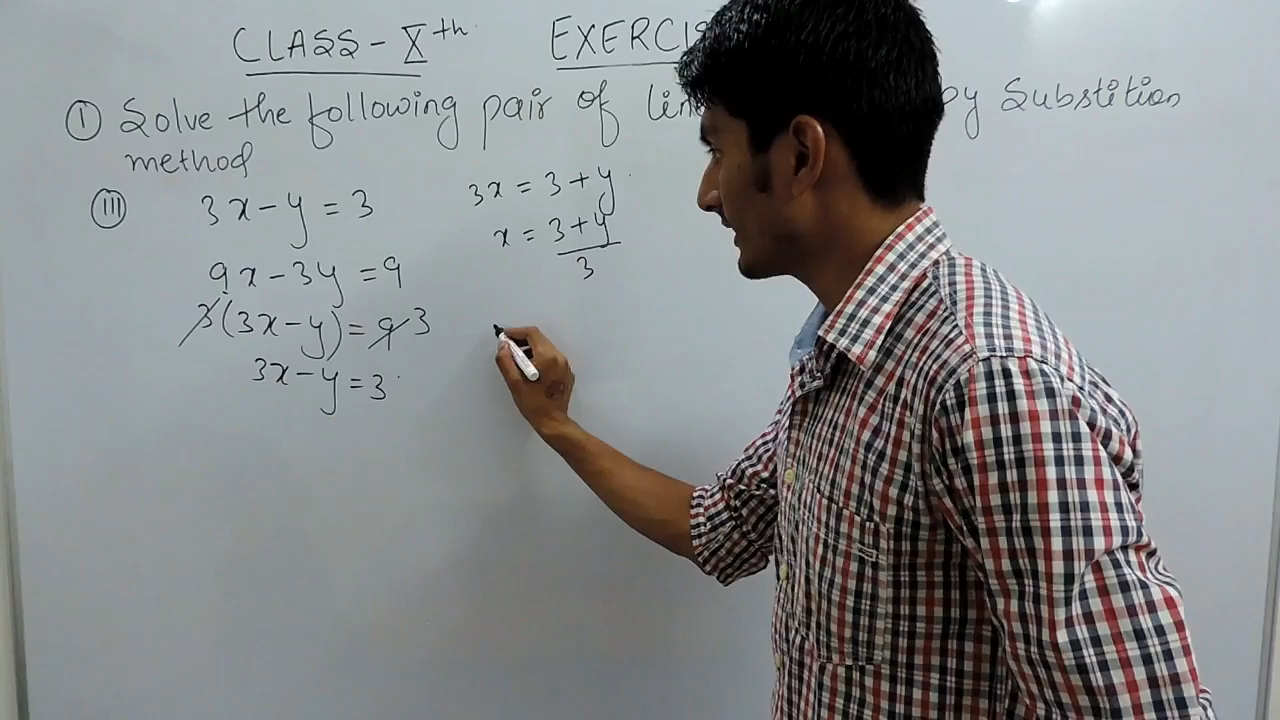 CLASS - Xth EXERCIS
① Solve the following pair of lin by Substition
method
(III) 3x - y = 3
9x - 3y = 9
3(3x - y) = 9 3
3x - y = 3
3x = 3 + y
x = 3 + y
3